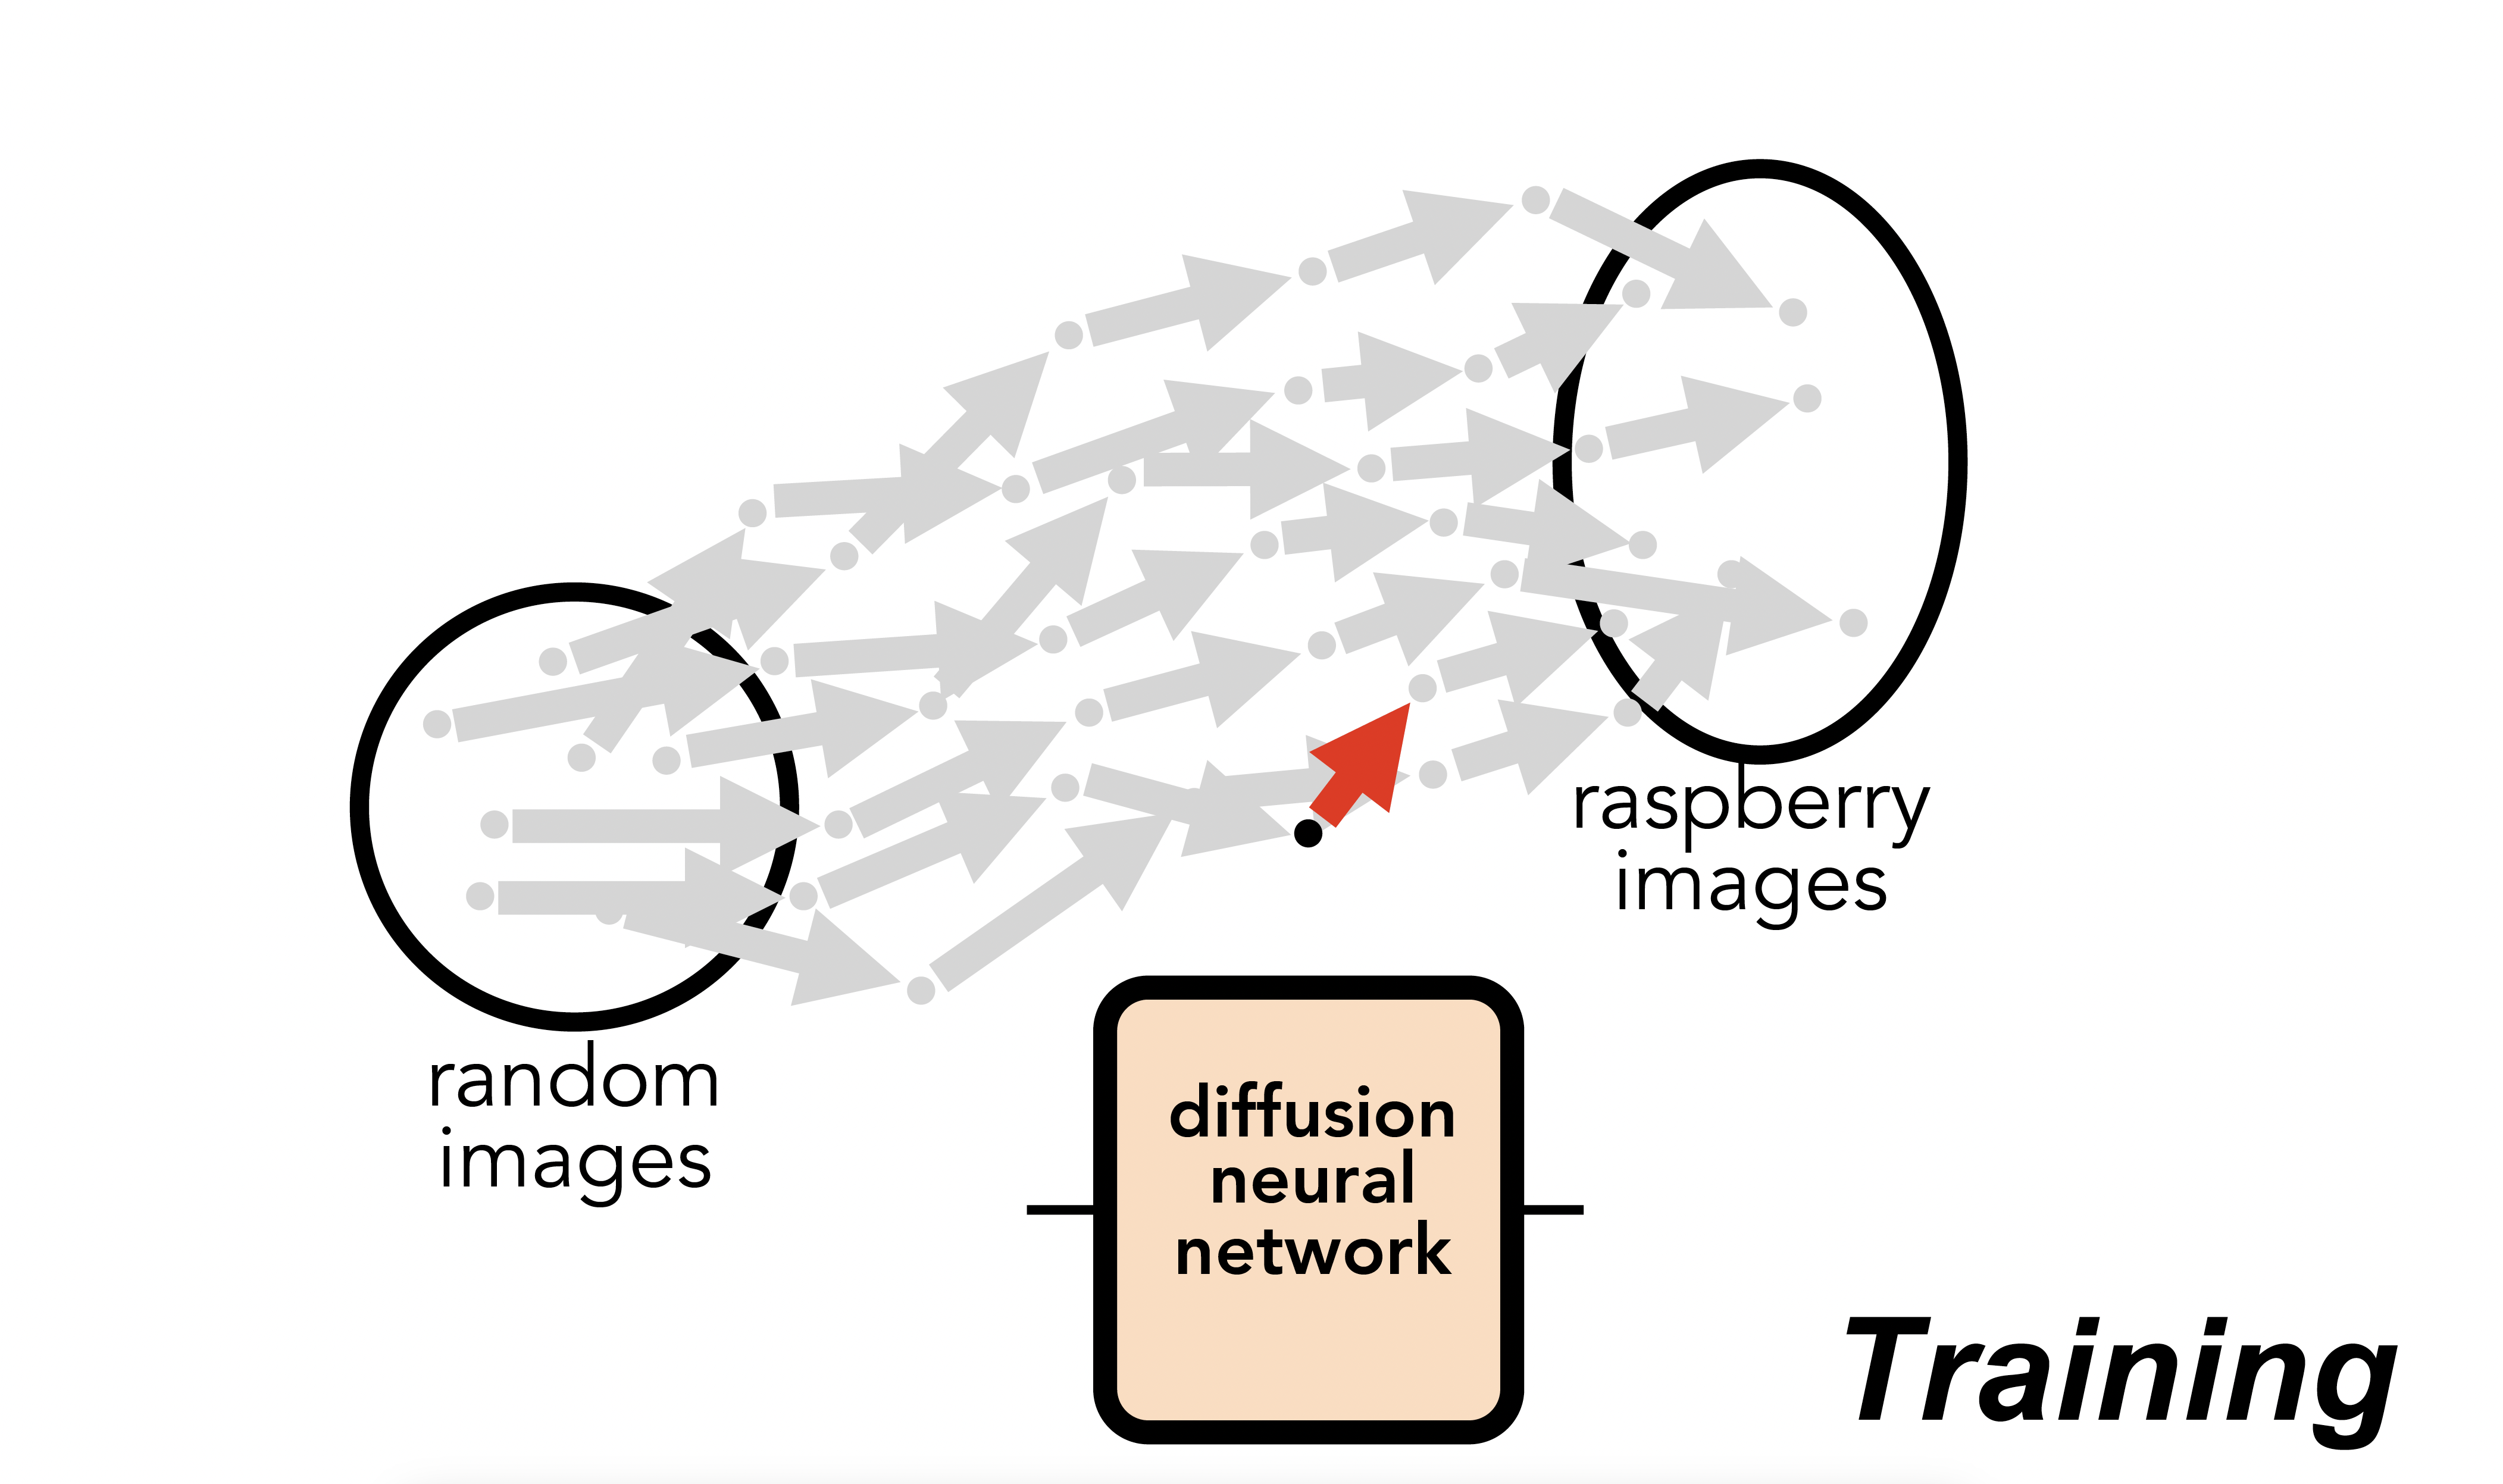 raspberry
images
random
images
diffusion
neural
network
Training